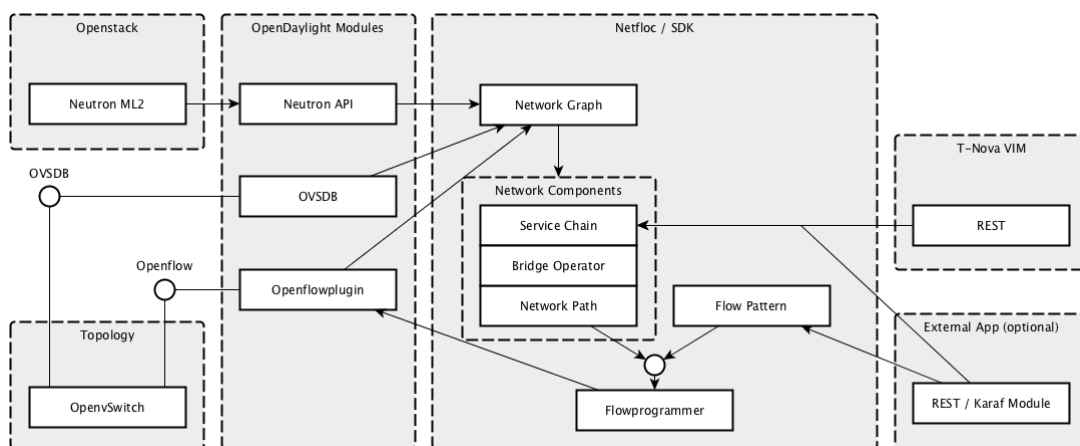 Openstack
OpenDaylight Modules
Netfloc / SDK
Neutron ML2
Neutron API
Network Graph
T-Nova VIM
OVSDB
OVSDB
Network Components
Service Chain
REST
Bridge Operator
Openflow
Openflowplugin
Network Path
Flow Pattern
Topology
External App (optional)
OpenvSwitch
Flowprogrammer
REST / Karaf Module